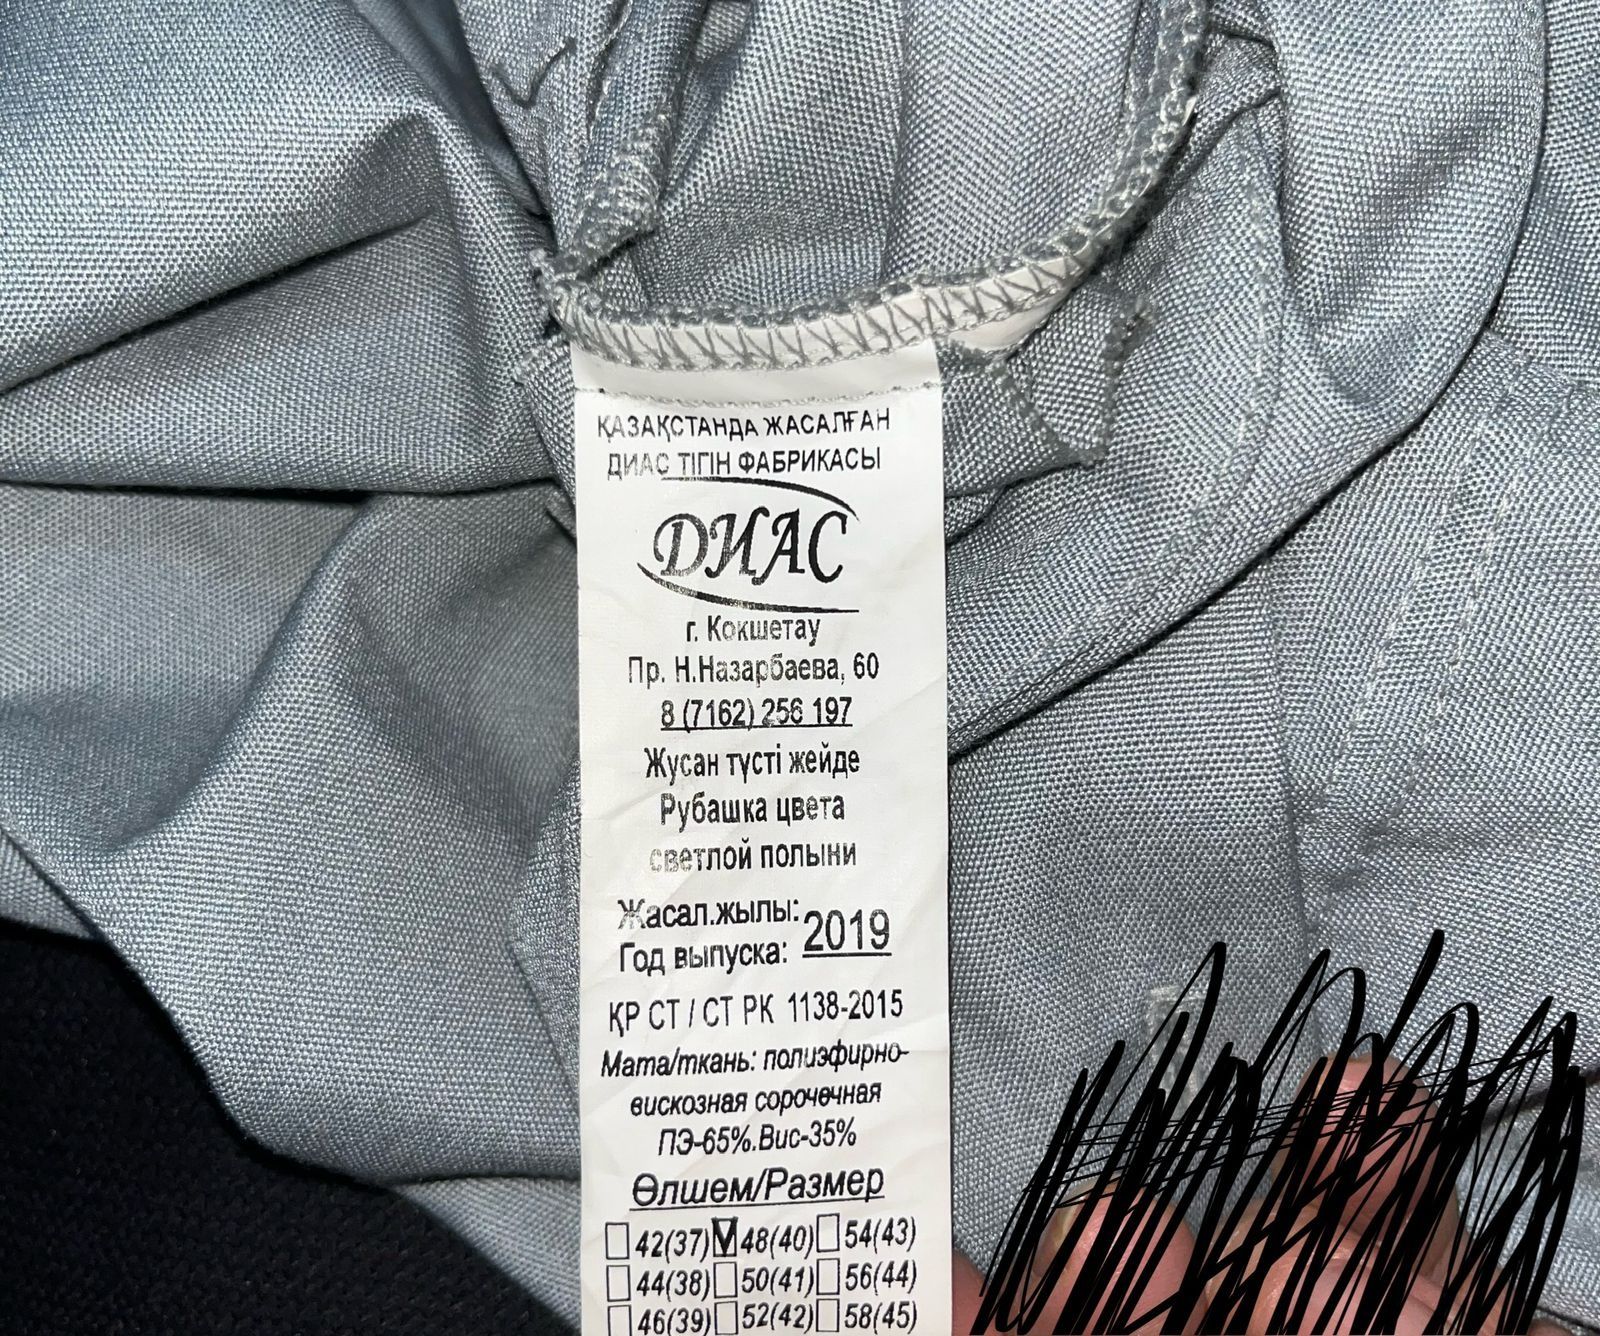 ҚАЗАҚСТАНДА ЖАСАЛҒАН
ДИАС ТІГІН ФАБРИКАСЫ
ДИАС
г. Кокшетау
Пр. Н.Назарбаева, 60
8 (7162) 256 197
Жусан түсті жейде
Рубашка цвета
светлой полыни
Жасал.жылы: 2019
Год выпуска:
ҚР СТ / СТ РК 1138-2015
Мата/ткань: полиэфирно-
вискозная сорочечная
ПЭ-65%.Вис-35%
Өлшем/Размер
42(37) 48(40) 54(43)
44(38) 50(41) 56(44)
46(39) 52(42) 58(45)